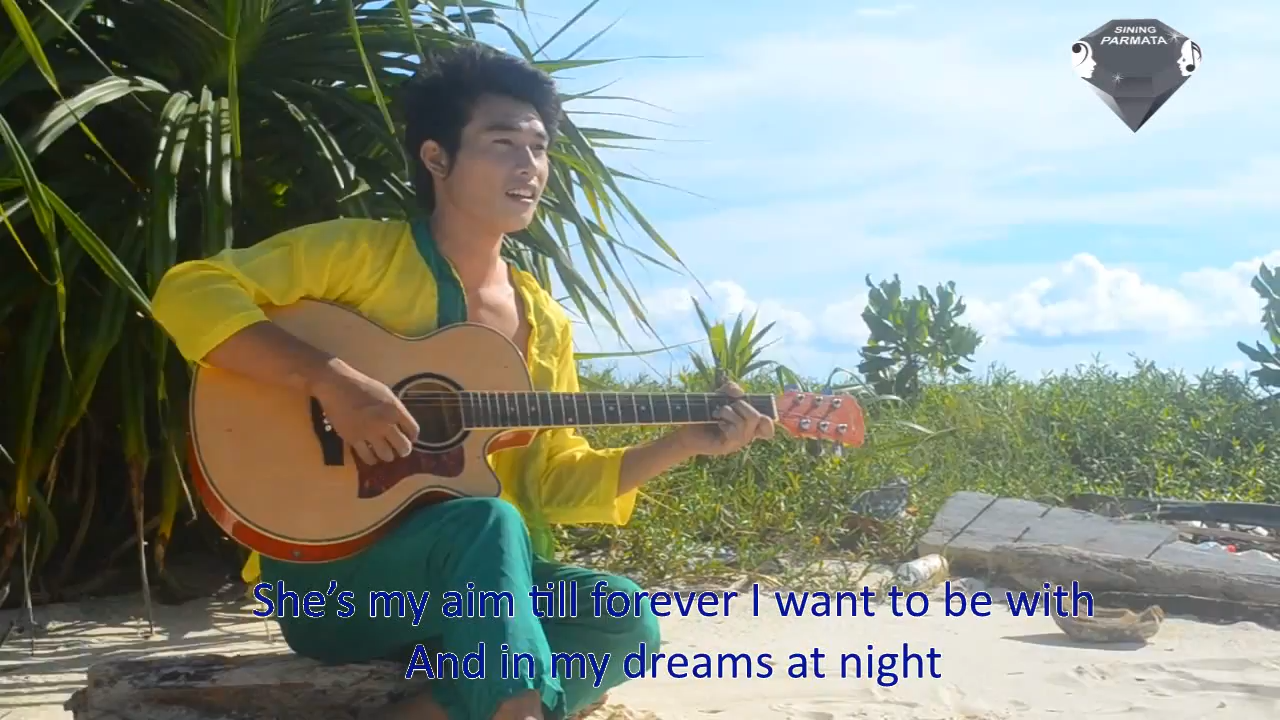 SINING
PARMATA
She's my aim till forever I want to be with
And in my dreams at night